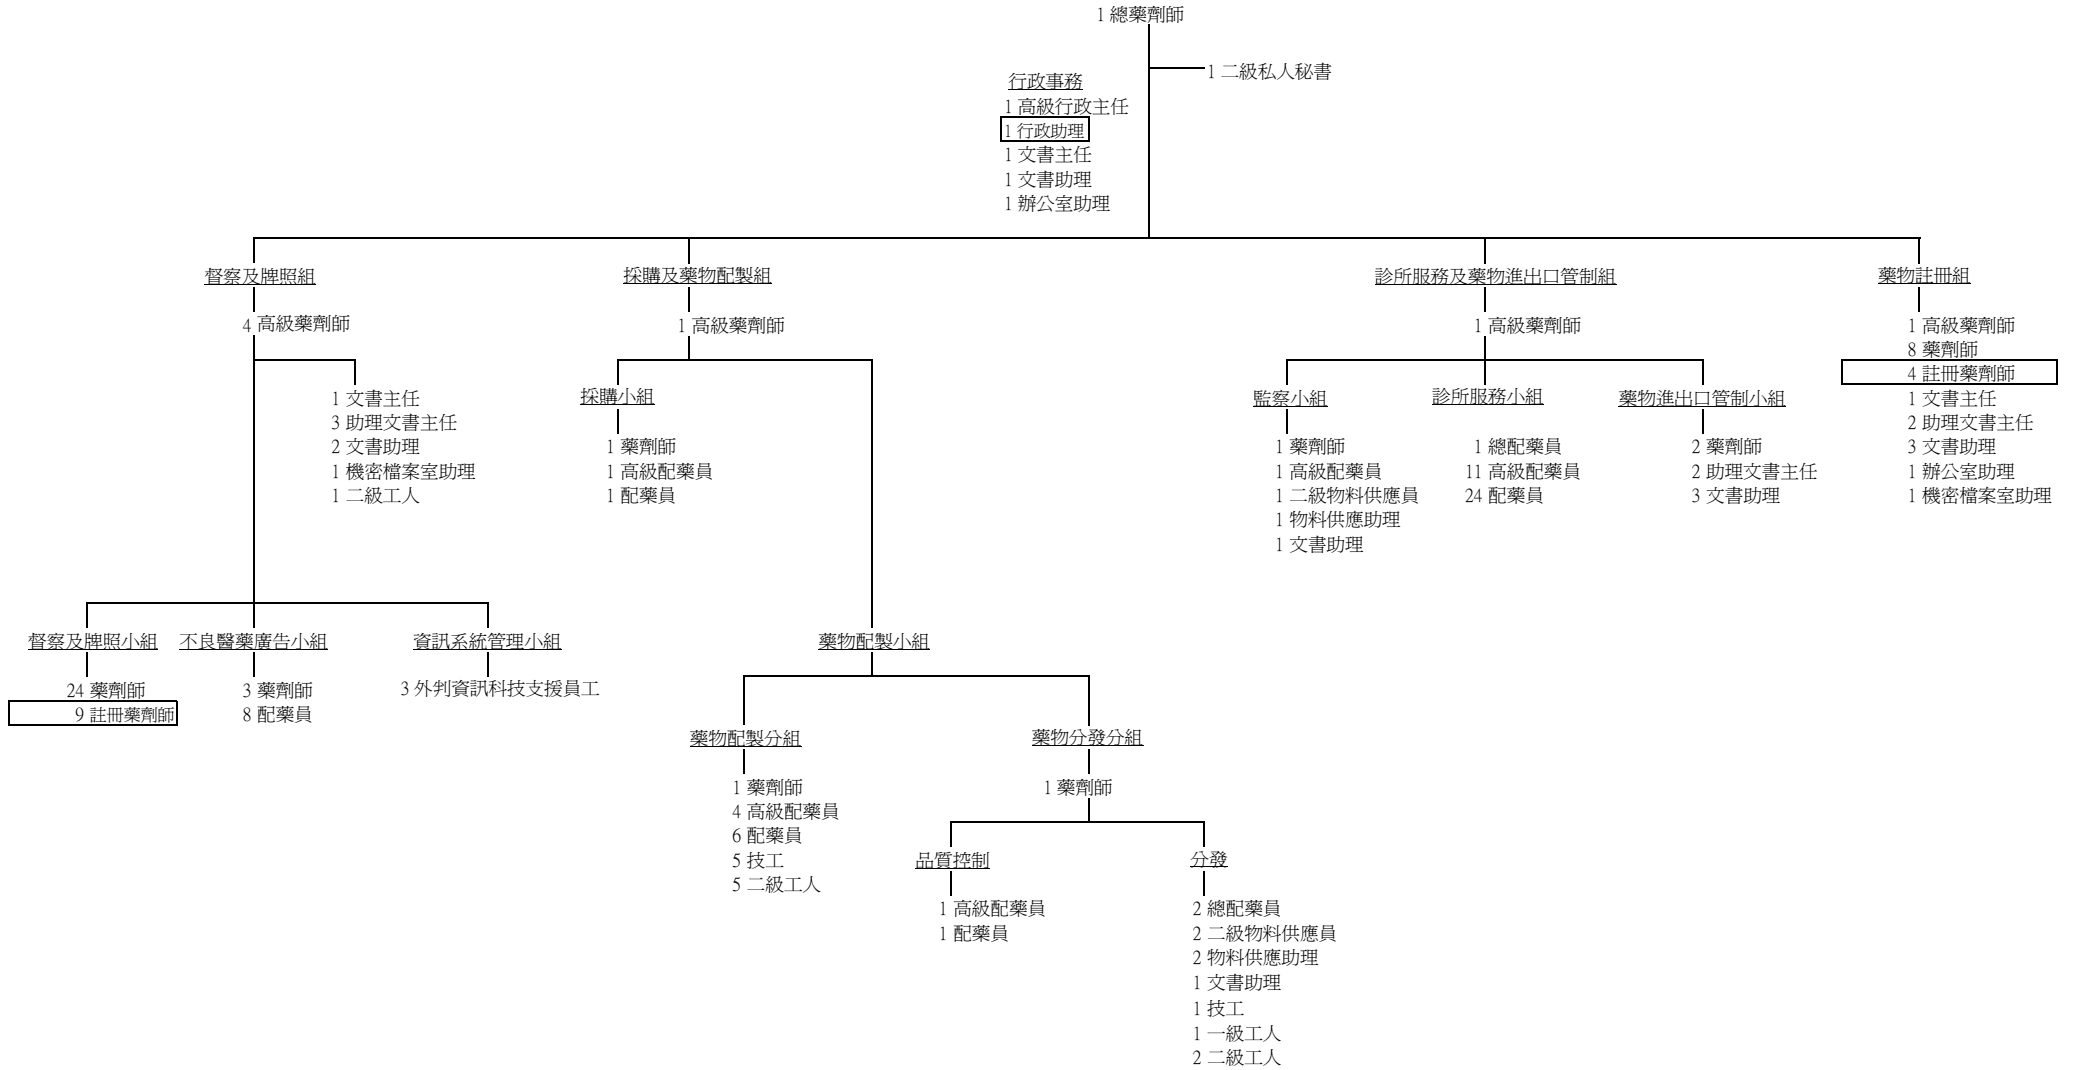 1 總藥劑師
1 二級私人秘書
行政事務
1 高級行政主任
1 行政助理
1 文書主任
1 文書助理
1 辦公室助理
督察及牌照組
4 高級藥劑師
1 文書主任
3 助理文書主任
2 文書助理
1 機密檔案室助理
1 二級工人
督察及牌照小組
24 藥劑師
9 註冊藥劑師
不良醫藥廣告小組
3 藥劑師
8 配藥員
資訊系統管理小組
3 外判資訊科技支援員工
採購及藥物配製組
1 高級藥劑師
採購小組
1 藥劑師
1 高級配藥員
1 配藥員
藥物配製小組
藥物配製分組
1 藥劑師
4 高級配藥員
6 配藥員
5 技工
5 二級工人
藥物分發分組
1 藥劑師
品質控制
1 高級配藥員
1 配藥員
分發
2 總配藥員
2 二級物料供應員
2 物料供應助理
1 文書助理
1 技工
1 一級工人
2 二級工人
診所服務及藥物進出口管制組
1 高級藥劑師
監察小組
1 藥劑師
1 高級配藥員
1 二級物料供應員
1 物料供應助理
1 文書助理
診所服務小組
1 總配藥員
11 高級配藥員
24 配藥員
藥物進出口管制小組
2 藥劑師
2 助理文書主任
3 文書助理
藥物註冊組
1 高級藥劑師
8 藥劑師
4 註冊藥劑師
1 文書主任
2 助理文書主任
3 文書助理
1 辦公室助理
1 機密檔案室助理